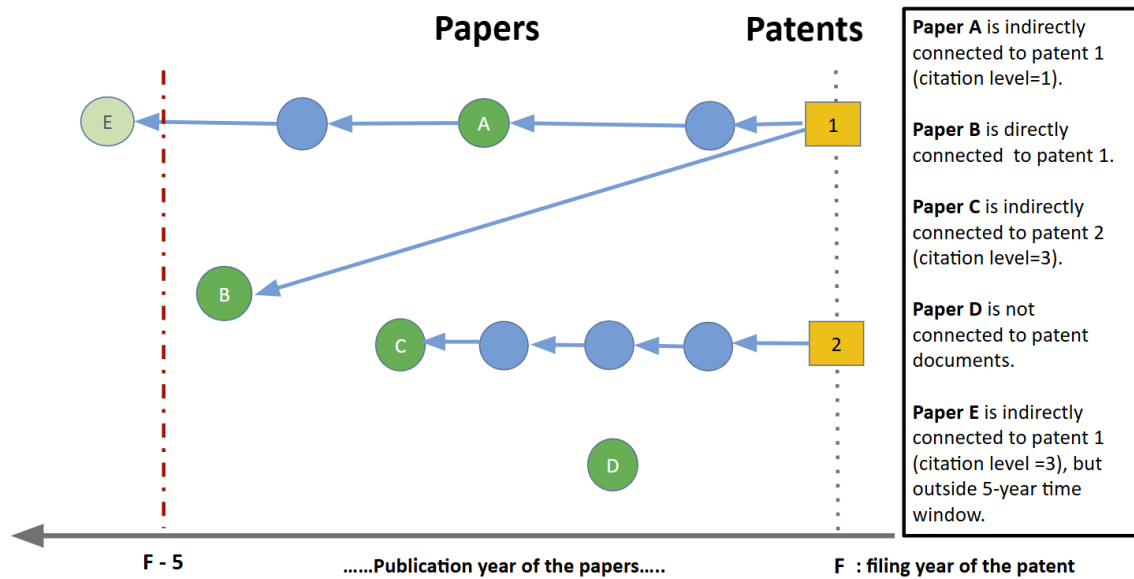 Papers
Patents
E
A
1
B
C
2
D
Paper A is indirectly
connected to patent 1
(citation level=1).
Paper B is directly
connected  to patent 1.
Paper C is indirectly
connected to patent 2
(citation level=3).
Paper D is not
connected to patent
documents.
Paper E is indirectly
connected to patent 1
(citation level =3), but
outside 5-year time
window.
F - 5
......Publication year of the papers.....
F : filing year of the patent